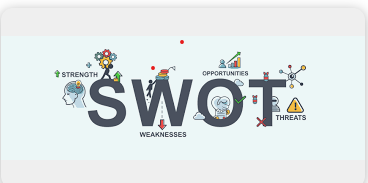 STRENGTH
OPPORTUNITIES
SWOT
THREATS
WEAKNESSES